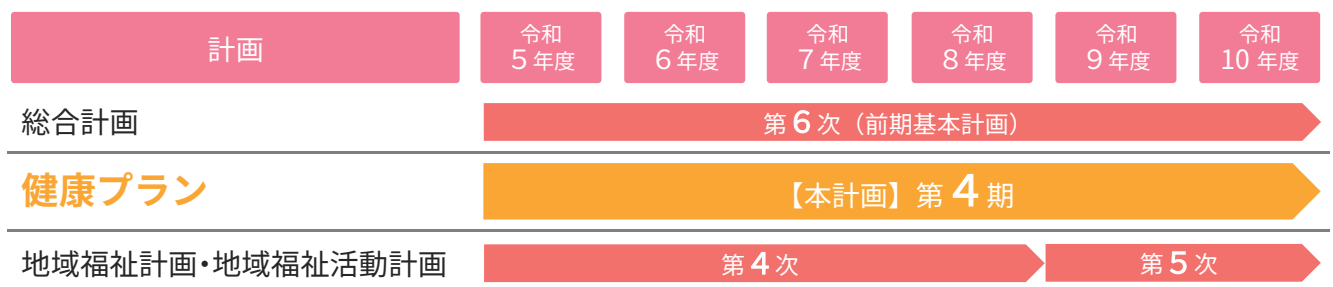 計画
令和
5年度
令和
6年度
令和
7年度
令和
8年度
令和
9年度
令和
10年度
総合計画
第6次（前期基本計画）
健康プラン
【本計画】第4期
地域福祉計画・地域福祉活動計画
第4次
第5次